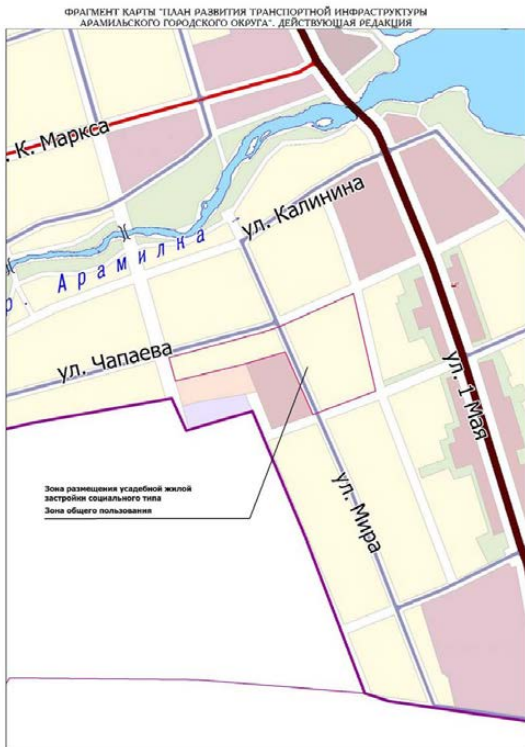 ФРАГМЕНТ КАРТЫ "ПЛАН РАЗВИТИЯ ТРАНСПОРТНОЙ ИНФРАСТРУКТУРЫ
АРАМИЛЬСКОГО ГОРОДСКОГО ОКРУГА". ДЕЙСТВУЮЩАЯ РЕДАКЦИЯ
. К. Маркса
ул. Калинина
р. Арамилка
ул. Чапаева
ул. 1 Мая
Зона размещения усадебной жилой
застройки социального типа
Зона общего пользования
ул. Мира